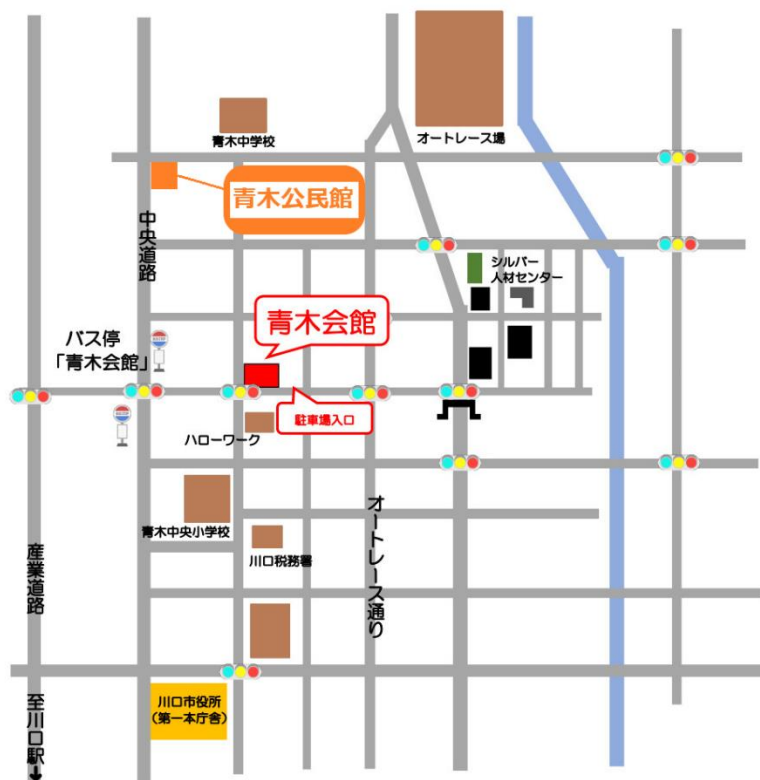 青木中学校
オートレース場
青木公民館
中央道路
シルバー
人材センター
青木会館
バス停
「青木会館」
駐車場入口
ハローワーク
青木中央小学校
川口税務署
オートレース通り
産業道路
川口市役所
（第一本庁舎）
至川口駅↓